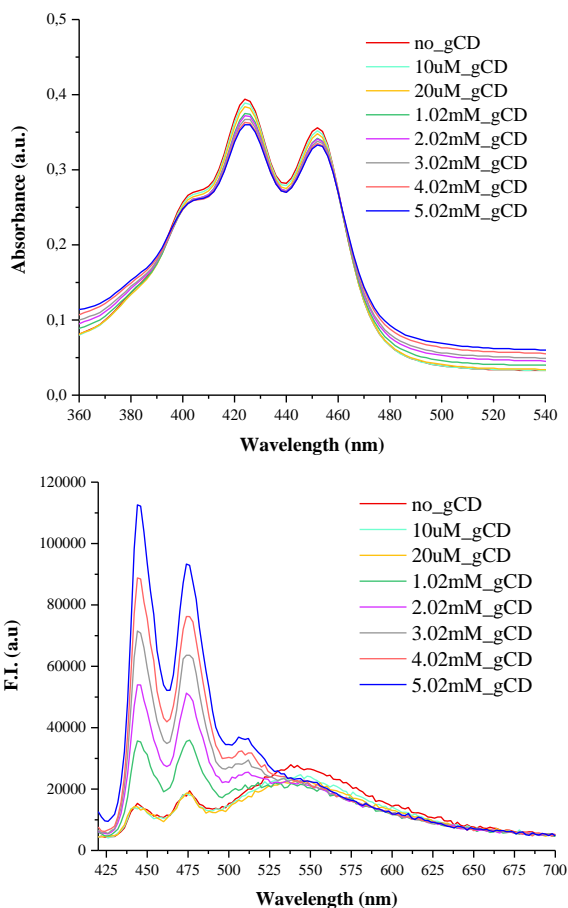 0,5
0,4
0,3
0,2
0,1
0,0
Absorbance (a.u.)
no_gCD
10uM_gCD
20uM_gCD
1.02mM_gCD
2.02mM_gCD
3.02mM_gCD
4.02mM_gCD
5.02mM_gCD
360 380 400 420 440 460 480 500 520 540
Wavelength (nm)
120000
100000
80000
60000
40000
20000
0
F.I. (a.u)
no_gCD
10uM_gCD
20uM_gCD
1.02mM_gCD
2.02mM_gCD
3.02mM_gCD
4.02mM_gCD
5.02mM_gCD
425 450 475 500 525 550 575 600 625 650 675 700
Wavelength (nm)